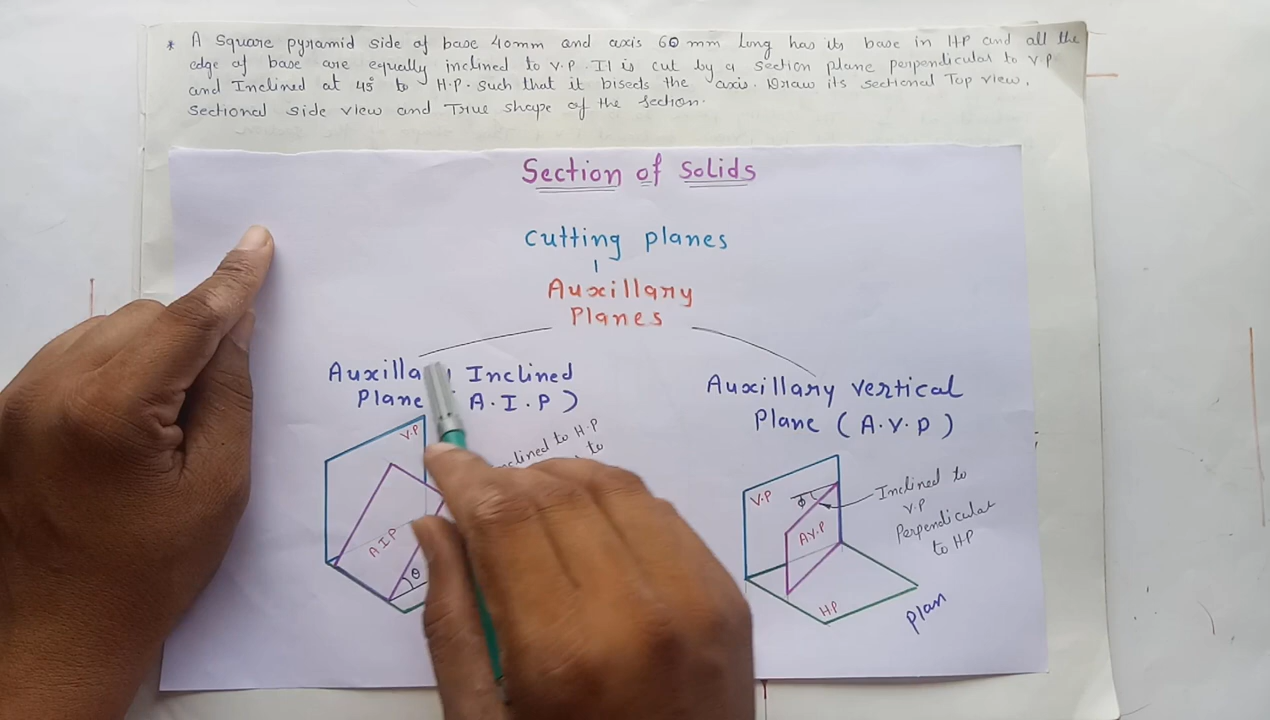 * A Square pyramid side of base 40mm and axis 60 mm long has its base in H.P and all the
edge of base are equally inclined to V.P. It is cut by a section plane perpendicular to V.P
and Inclined at 45° to H.P. such that it bisects the axis. Draw its sectional Top view,
sectional side view and True shape of the section.
Section of Solids
Cutting planes
Auxillary
Planes
Auxilla Inclined
Plane A.I.P)
V.P
nclined to H.P
to
A I P
θ
Auxillary vertical
Plane (A.V.P)
V.P
Φ
Inclined to
V.P
Perpendicular
to HP
A.V.P
HP
plan